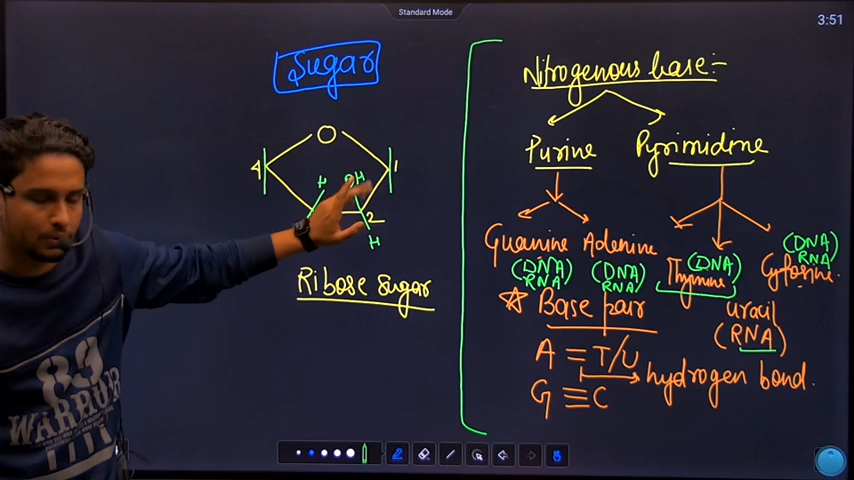 Standard Mode
3:51
Sugar
O
4
1
H
OH
2
H
Ribose Sugar
Nitrogenous base:-
Purine
Pyrimidine
Guanine
(DNA)
RNA
Adenine
(DNA)
RNA
Thymine
(DNA)
Cytosine
(DNA)
RNA
Uracil
(RNA)
☆ Base pair
A = T/U
G ≡ C
hydrogen bond.
WARRIOR